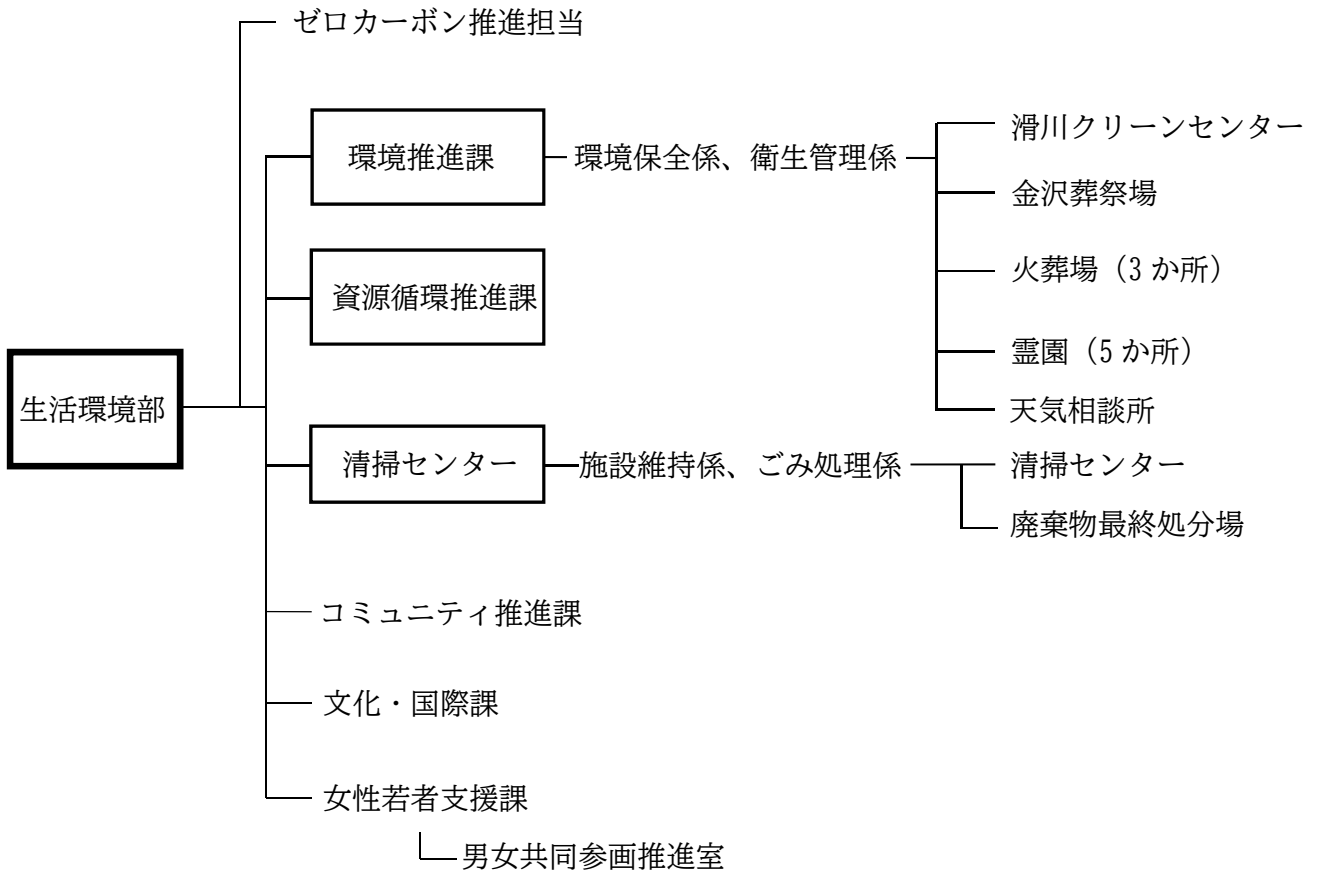 ゼロカーボン推進担当
環境推進課
環境保全係、衛生管理係
滑川クリーンセンター
金沢葬祭場
火葬場（3か所）
霊園（5か所）
天気相談所
資源循環推進課
生活環境部
清掃センター
施設維持係、ごみ処理係
清掃センター
廃棄物最終処分場
コミュニティ推進課
文化・国際課
女性若者支援課
男女共同参画推進室